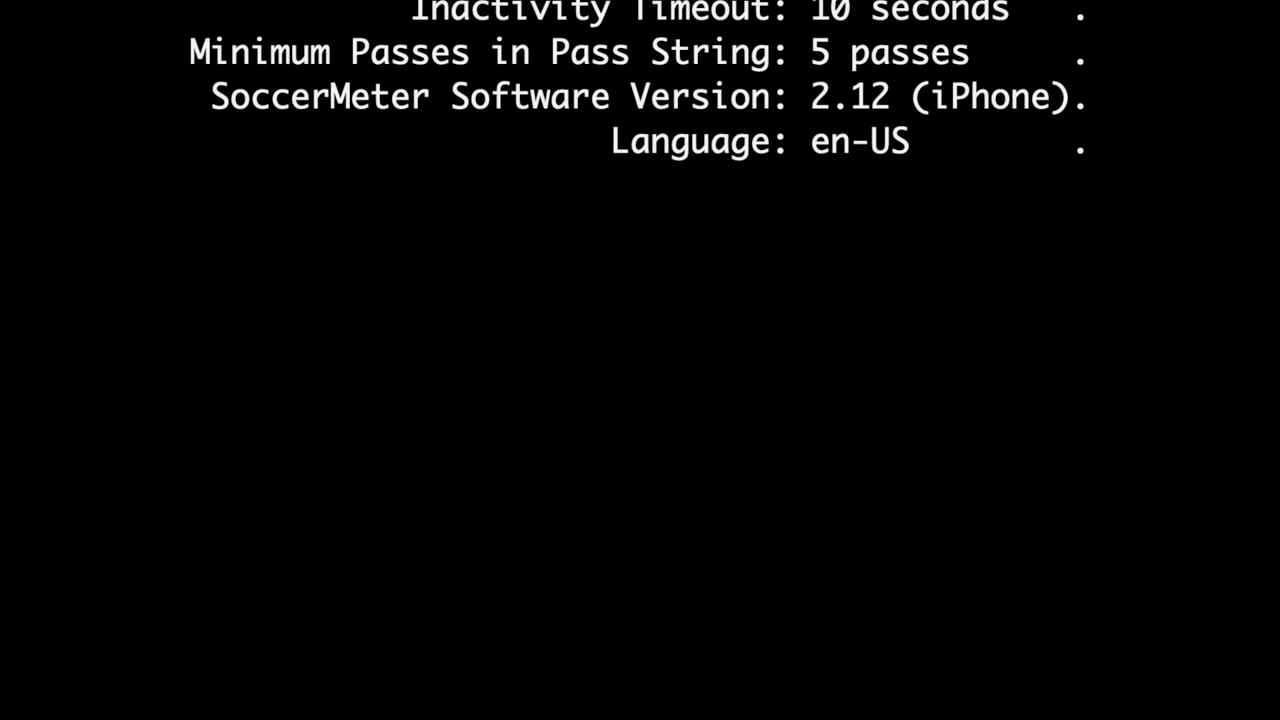 Inactivity Timeout: 10 seconds .
Minimum Passes in Pass String: 5 passes .
SoccerMeter Software Version: 2.12 (iPhone).
Language: en-US .